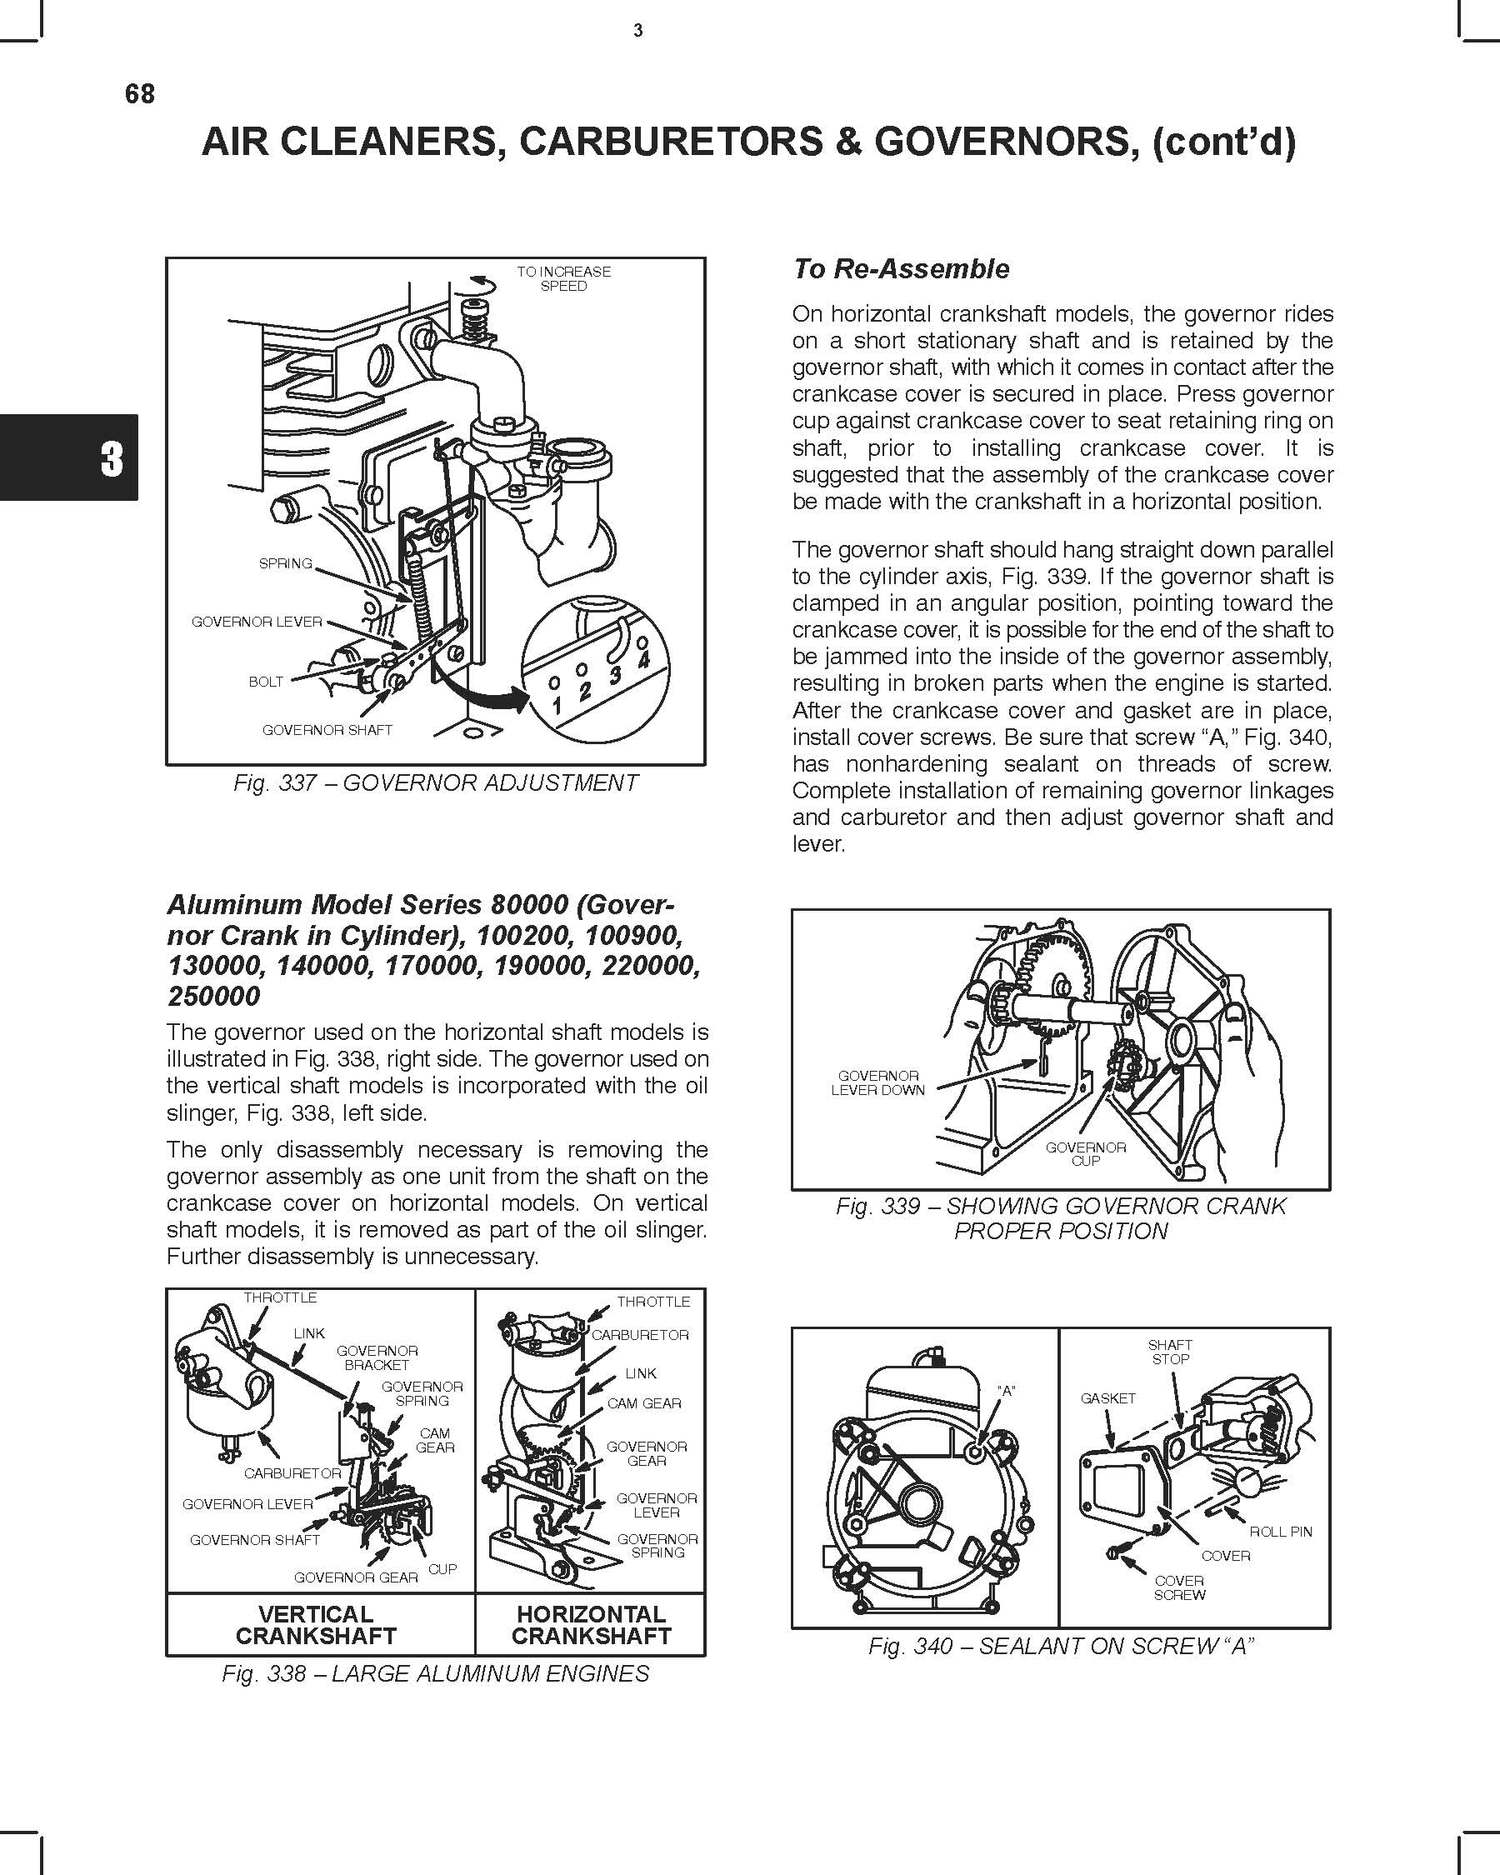 3
68
AIR CLEANERS, CARBURETORS & GOVERNORS, (cont’d)
3
TO INCREASE
SPEED
SPRING
GOVERNOR LEVER
BOLT
GOVERNOR SHAFT
1 2 3 4
Fig. 337 – GOVERNOR ADJUSTMENT
Aluminum Model Series 80000 (Gover-
nor Crank in Cylinder), 100200, 100900,
130000, 140000, 170000, 190000, 220000,
250000
The governor used on the horizontal shaft models is
illustrated in Fig. 338, right side. The governor used on
the vertical shaft models is incorporated with the oil
slinger, Fig. 338, left side.
The only disassembly necessary is removing the
governor assembly as one unit from the shaft on the
crankcase cover on horizontal models. On vertical
shaft models, it is removed as part of the oil slinger.
Further disassembly is unnecessary.
THROTTLE
LINK
GOVERNOR
BRACKET
GOVERNOR
SPRING
CAM
GEAR
CARBURETOR
GOVERNOR LEVER
GOVERNOR SHAFT
CUP
GOVERNOR GEAR
VERTICAL
CRANKSHAFT
THROTTLE
CARBURETOR
LINK
CAM GEAR
GOVERNOR
GEAR
GOVERNOR
LEVER
GOVERNOR
SPRING
HORIZONTAL
CRANKSHAFT
Fig. 338 – LARGE ALUMINUM ENGINES
To Re-Assemble
On horizontal crankshaft models, the governor rides
on a short stationary shaft and is retained by the
governor shaft, with which it comes in contact after the
crankcase cover is secured in place. Press governor
cup against crankcase cover to seat retaining ring on
shaft, prior to installing crankcase cover. It is
suggested that the assembly of the crankcase cover
be made with the crankshaft in a horizontal position.
The governor shaft should hang straight down parallel
to the cylinder axis, Fig. 339. If the governor shaft is
clamped in an angular position, pointing toward the
crankcase cover, it is possible for the end of the shaft to
be jammed into the inside of the governor assembly,
resulting in broken parts when the engine is started.
After the crankcase cover and gasket are in place,
install cover screws. Be sure that screw “A,” Fig. 340,
has nonhardening sealant on threads of screw.
Complete installation of remaining governor linkages
and carburetor and then adjust governor shaft and
lever.
GOVERNOR
LEVER DOWN
GOVERNOR
CUP
Fig. 339 – SHOWING GOVERNOR CRANK
PROPER POSITION
"A"
SHAFT
STOP
GASKET
ROLL PIN
COVER
COVER
SCREW
Fig. 340 – SEALANT ON SCREW “A”